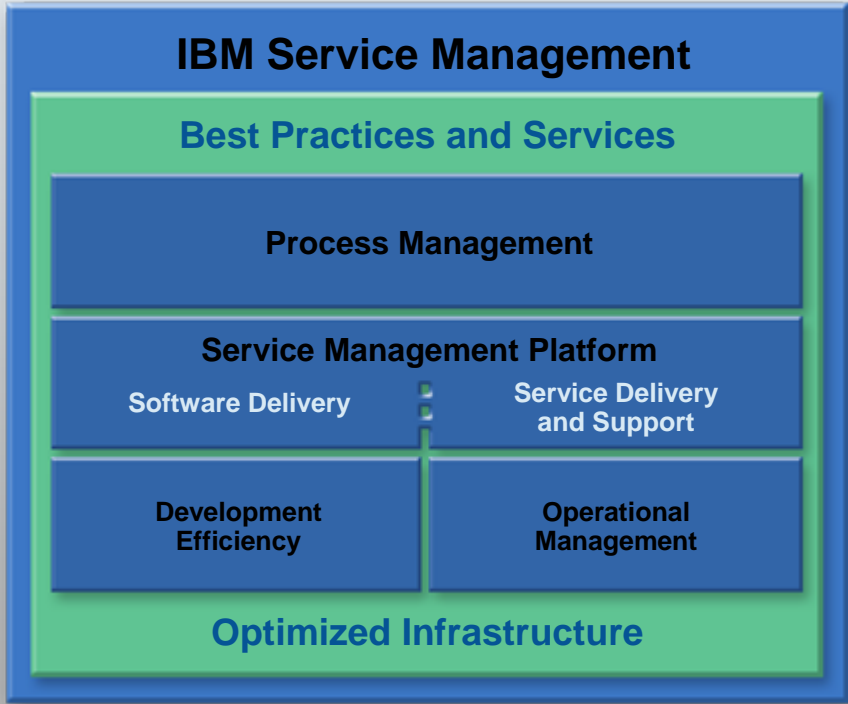 IBM Service Management
Best Practices and Services
Process Management
Service Management Platform
Software Delivery
Service Delivery
and Support
Development
Efficiency
Operational
Management
Optimized Infrastructure